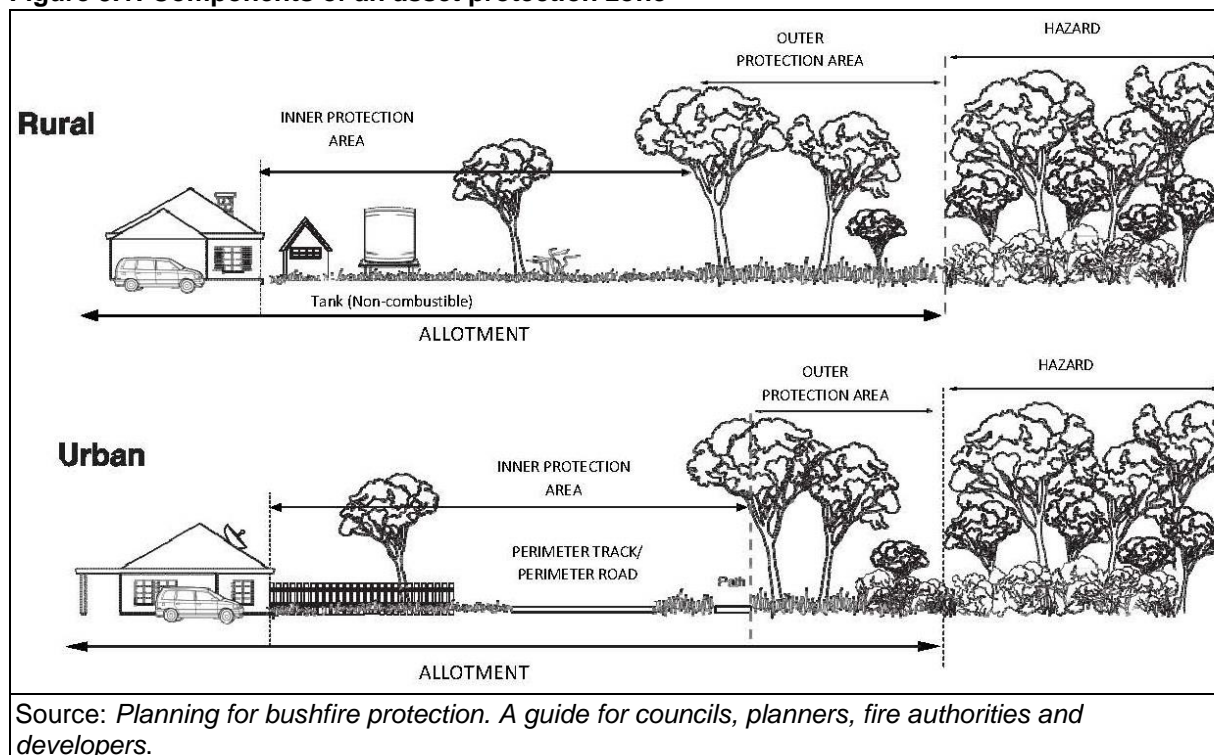 Figure Components of an asset protection zone
HAZARD
OUTER
PROTECTION AREA
Rural
INNER PROTECTION
AREA
Tank (Non-combustible)
ALLOTMENT
HAZARD
OUTER
PROTECTION AREA
Urban
INNER PROTECTION
AREA
PERIMETER TRACK/
PERIMETER ROAD
Path
ALLOTMENT
Source: Planning for bushfire protection. A guide for councils, planners, fire authorities and
developers.